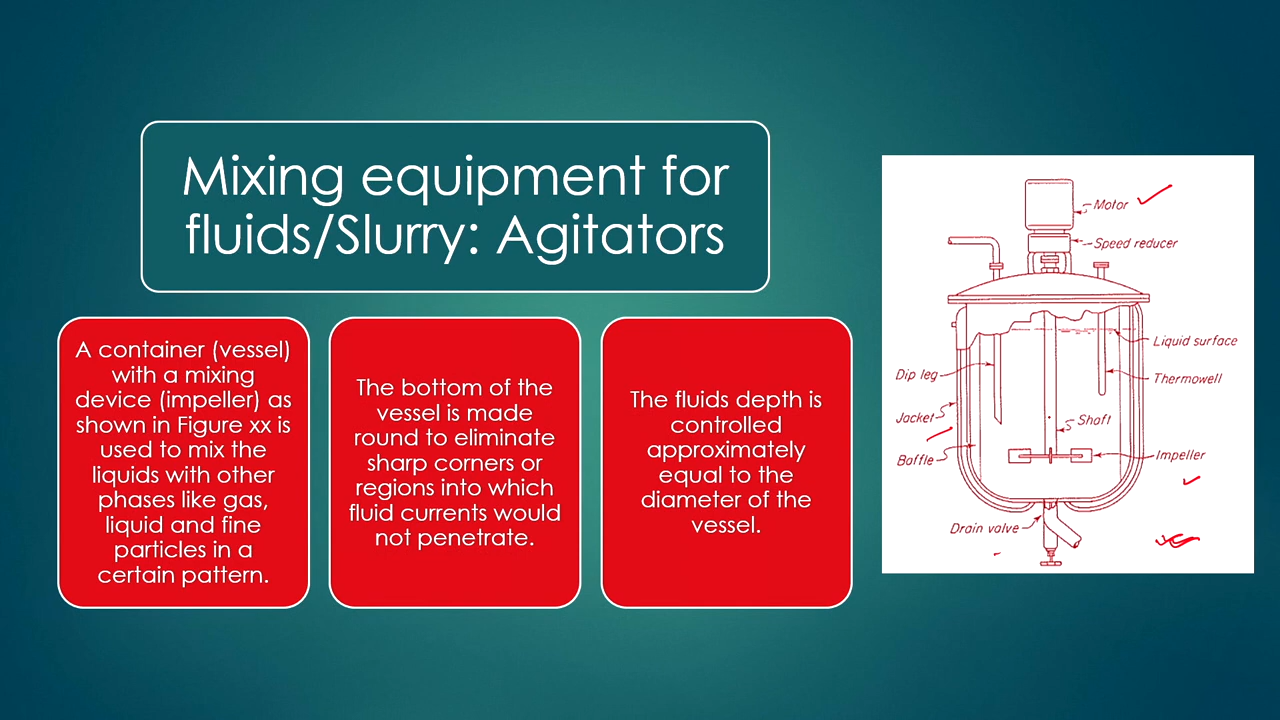 Mixing equipment for
fluids/Slurry: Agitators
A container (vessel)
with a mixing
device (impeller) as
shown in Figure xx is
used to mix the
liquids with other
phases like gas,
liquid and fine
particles in a
certain pattern.
The bottom of the
vessel is made
round to eliminate
sharp corners or
regions into which
fluid currents would
not penetrate.
The fluids depth is
controlled
approximately
equal to the
diameter of the
vessel.
Motor
Speed reducer
Liquid surface
Dip leg
Thermowell
Jacket
Shaft
Baffle
Impeller
Drain valve